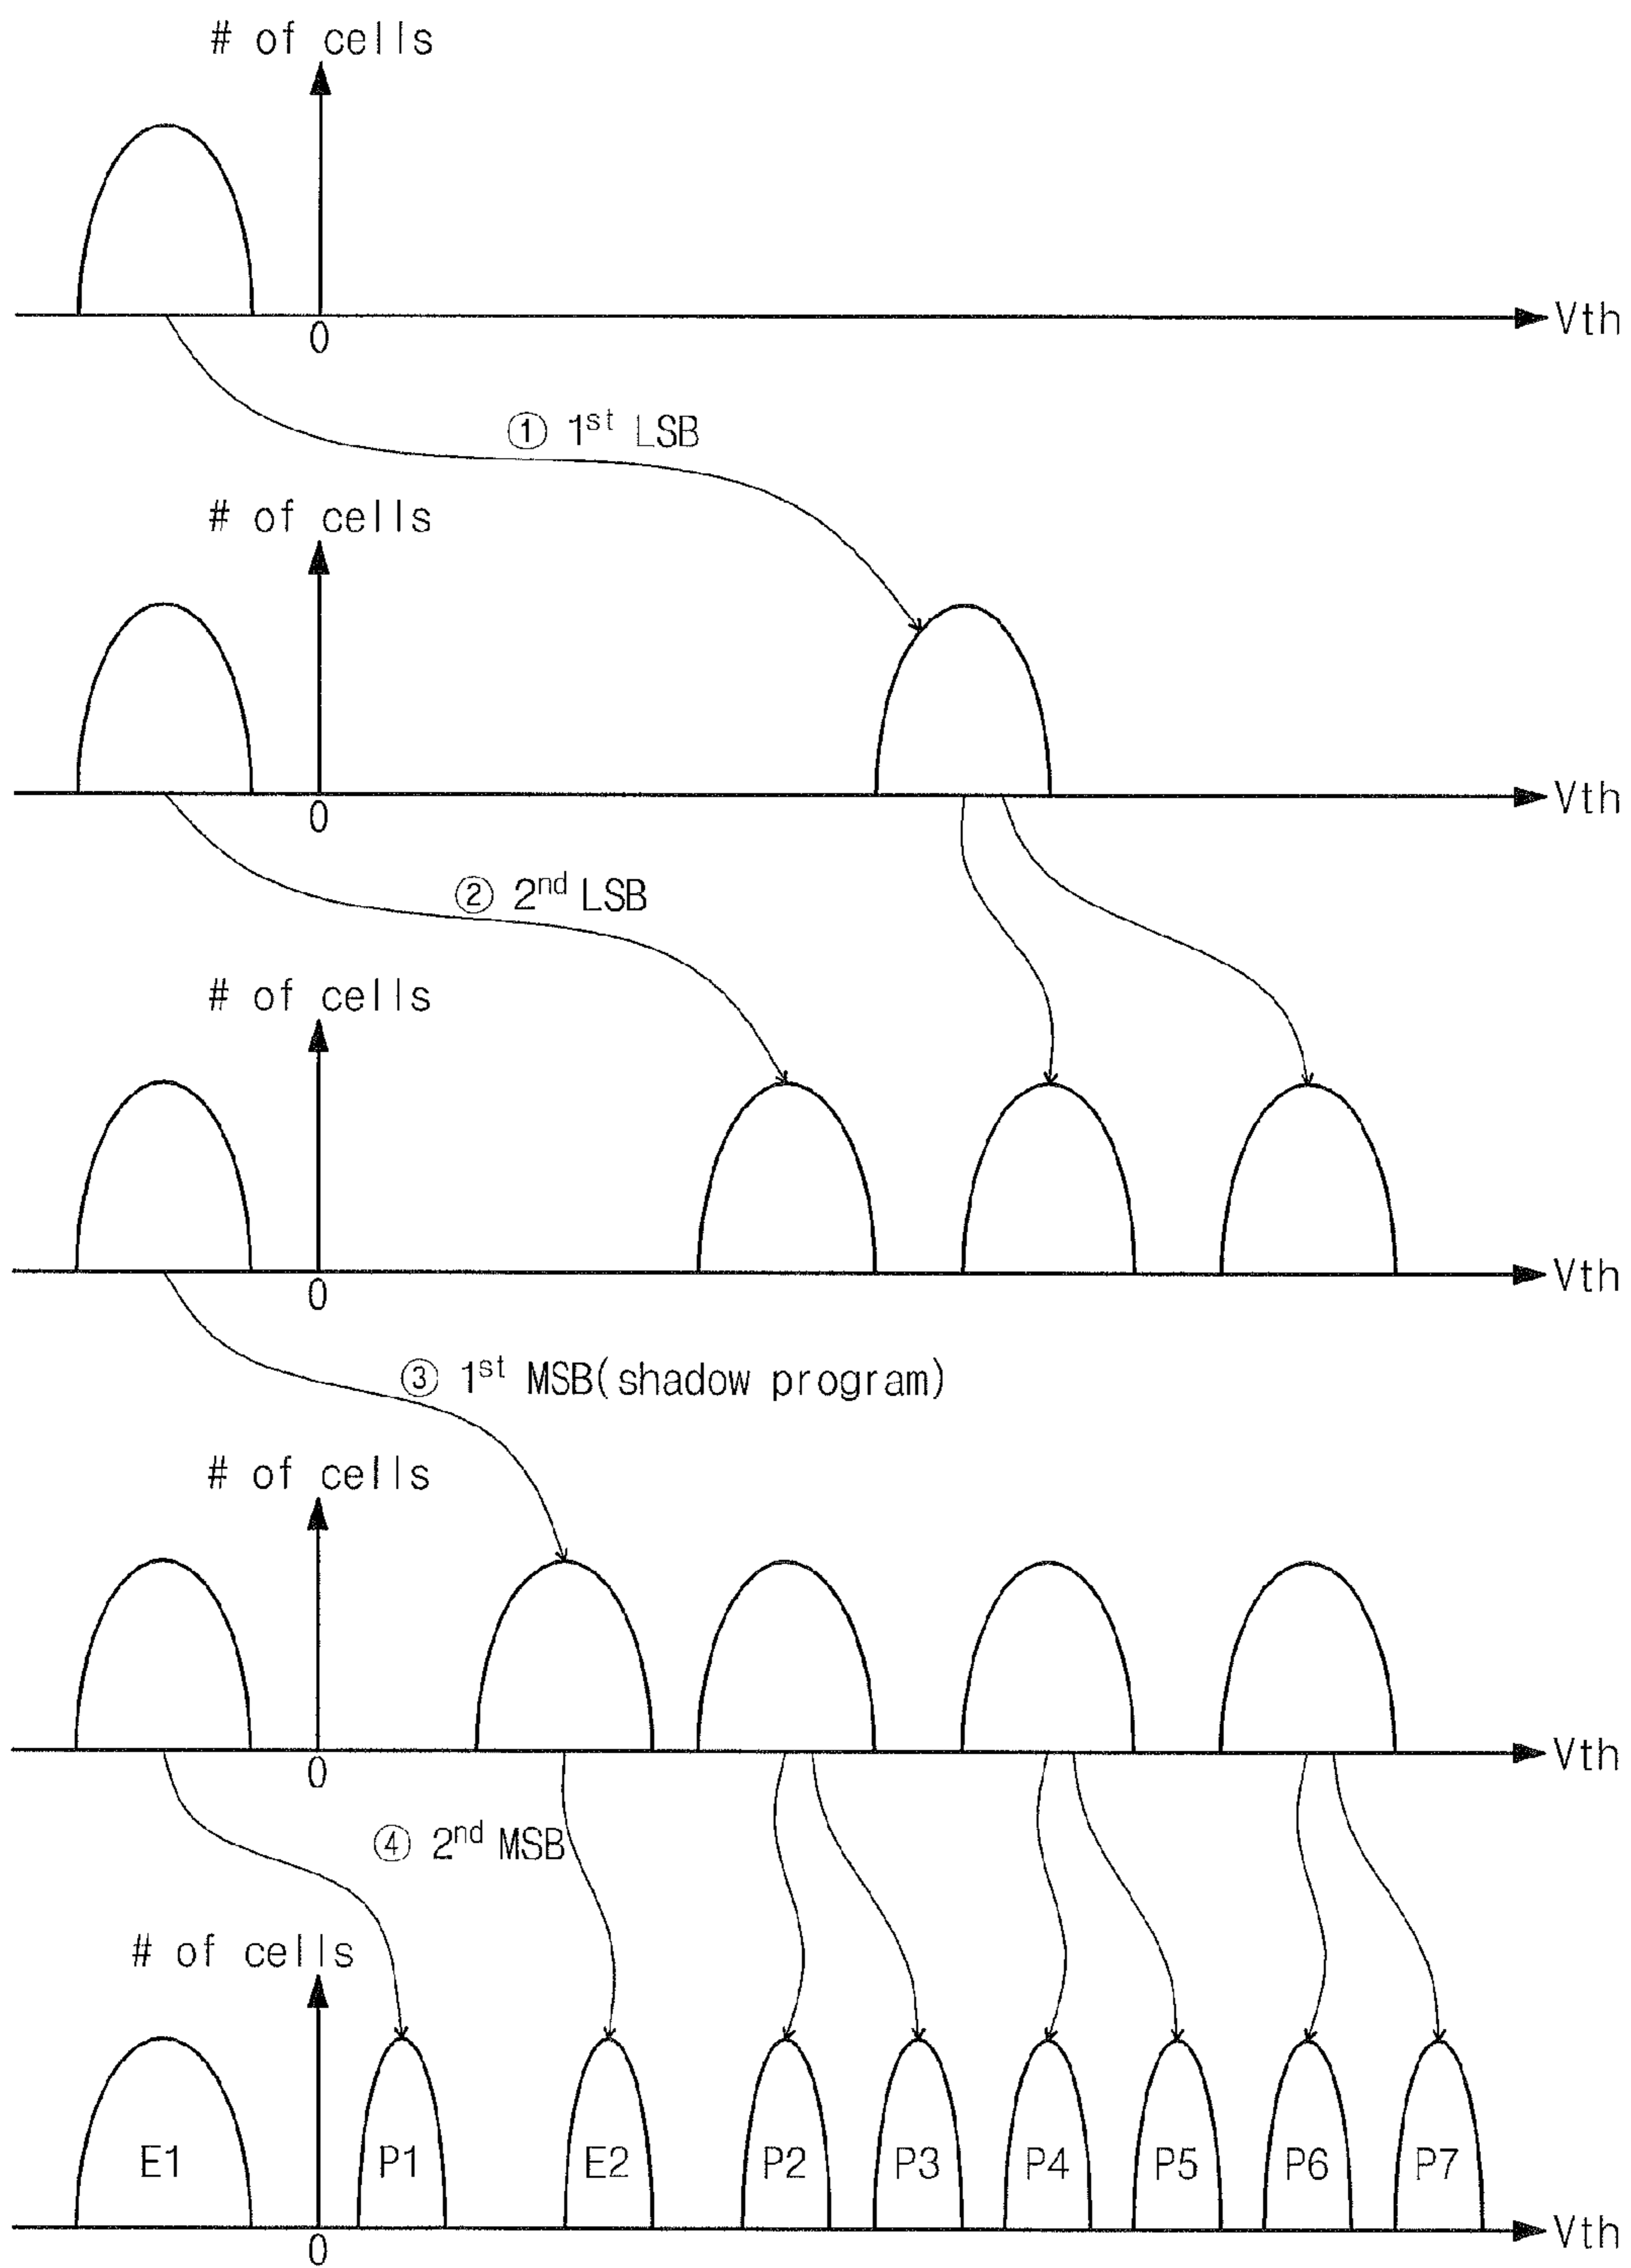 # of cells
Vth
0
① 1st LSB
# of cells
Vth
0
② 2nd LSB
# of cells
Vth
0
③ 1st MSB(shadow program)
# of cells
Vth
0
④ 2nd MSB
# of cells
E1 P1 E2 P2 P3 P4 P5 P6 P7
Vth
0